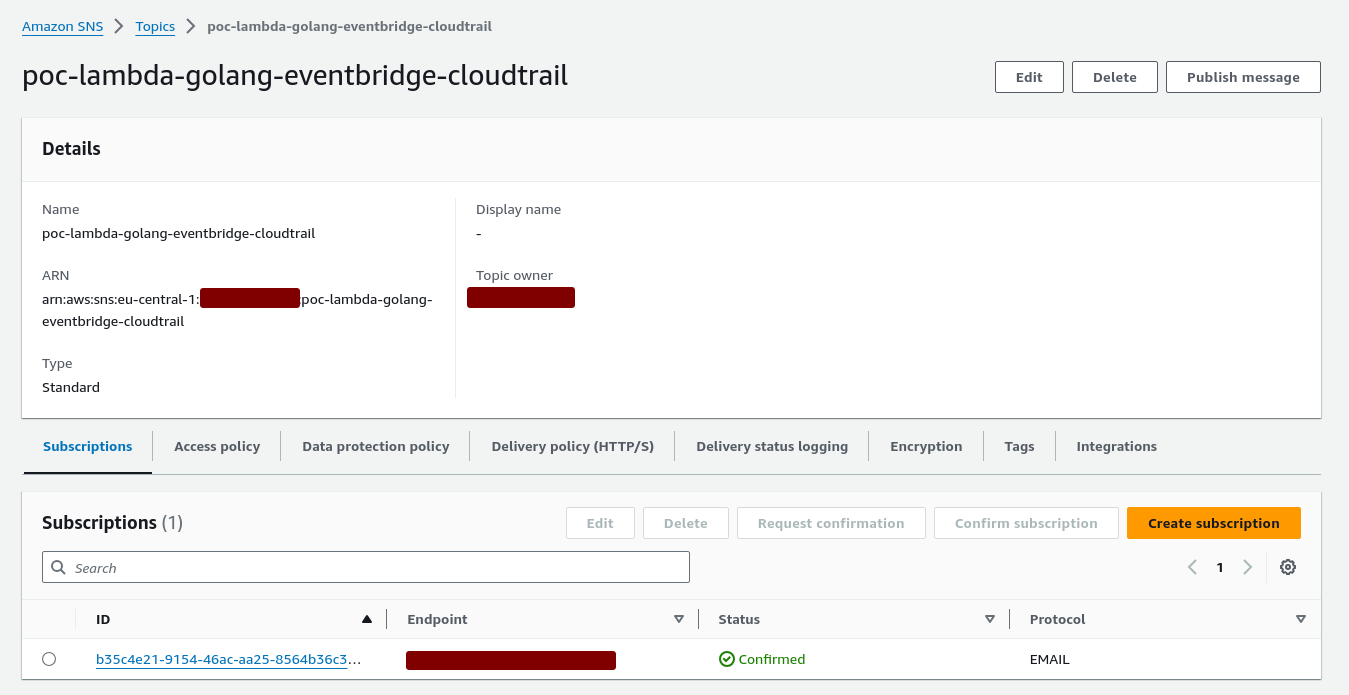 Amazon SNS > Topics > poc-lambda-golang-eventbridge-cloudtrail
poc-lambda-golang-eventbridge-cloudtrail
Edit Delete Publish message
Details
Name
poc-lambda-golang-eventbridge-cloudtrail
ARN
arn:aws:sns:eu-central-1: :poc-lambda-golang-
eventbridge-cloudtrail
Type
Standard
Display name
-
Topic owner
Subscriptions Access policy Data protection policy Delivery policy (HTTP/S) Delivery status logging Encryption Tags Integrations
Subscriptions (1)
Edit Delete Request confirmation Confirm subscription Create subscription
Search
1
ID Endpoint Status Protocol
b35c4e21-9154-46ac-aa25-8564b36c3… Confirmed EMAIL